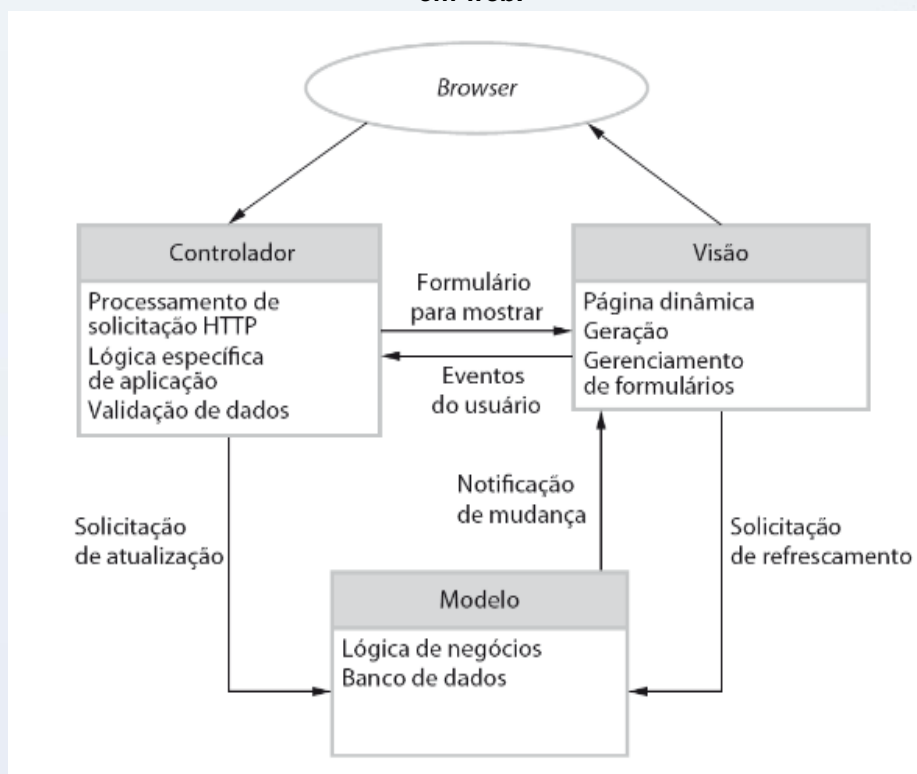 Browser
Controlador
Processamento de
solicitação HTTP
Lógica específica
de aplicação
Validação de dados
Formulário
para mostrar
Eventos
do usuário
Visão
Página dinâmica
Geração
Gerenciamento
de formulários
Solicitação
de atualização
Notificação
de mudança
Solicitação
de refrescamento
Modelo
Lógica de negócios
Banco de dados